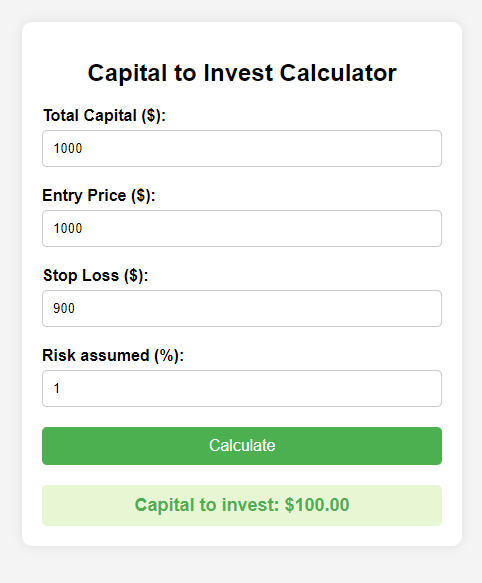 Capital to Invest Calculator
Total Capital ($):
1000
Entry Price ($):
1000
Stop Loss ($):
900
Risk assumed (%):
1
Calculate
Capital to invest: $100.00